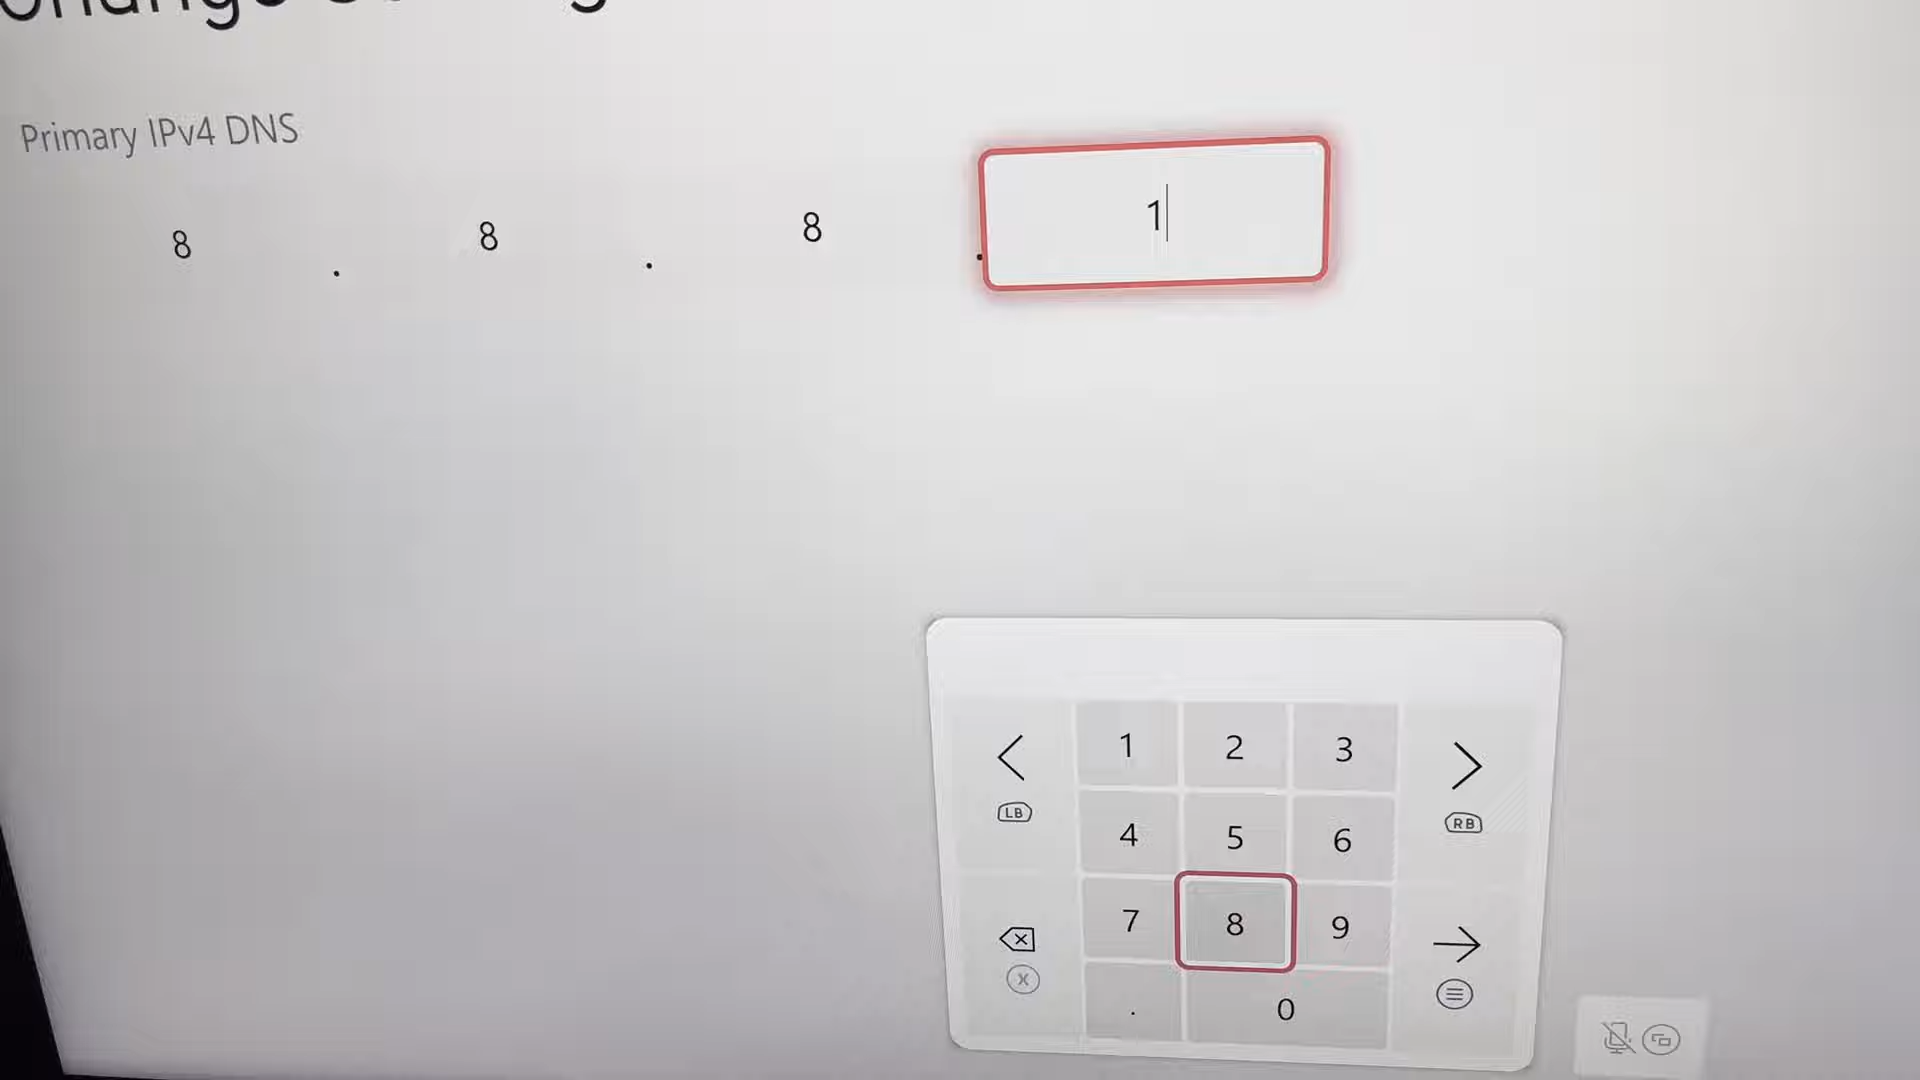 Primary IPv4 DNS
8 . 8 . 8 . 1
1 2 3
LB 4 5 6 RB
7 8 9
X . 0